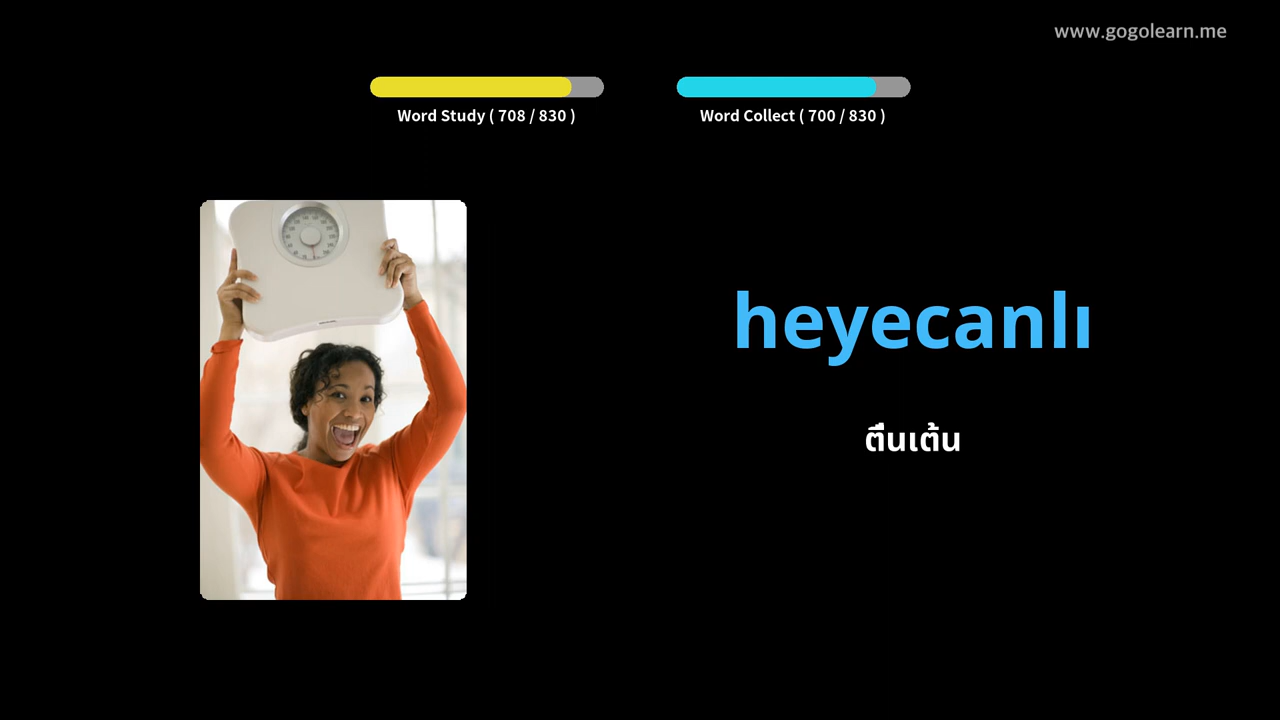 www.gogolearn.me
Word Study ( 708 / 830 )
Word Collect ( 700 / 830 )
heyecanlı
ตื่นเต้น